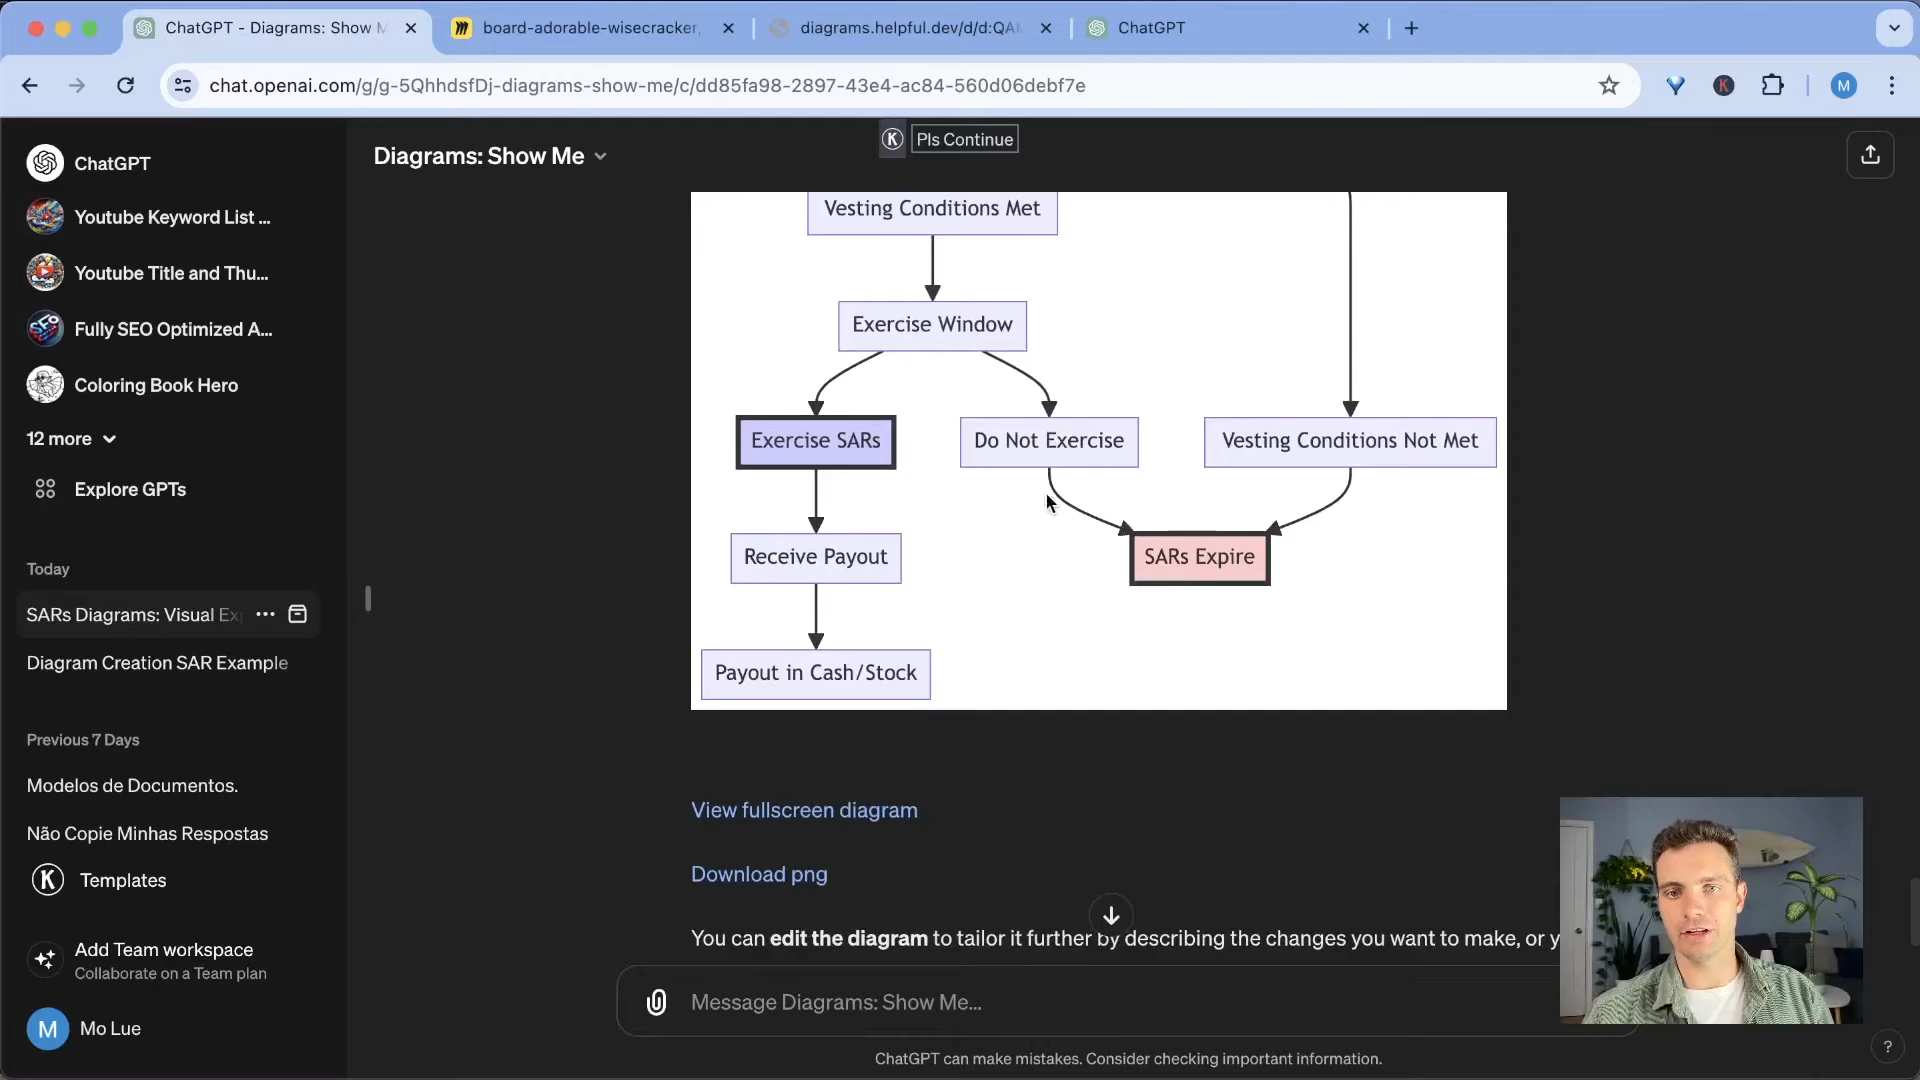 ChatGPT - Diagrams: Show M
board-adorable-wisecracker,
diagrams.helpful.dev/d/d:QAM
ChatGPT
chat.openai.com/g/g-5QhhdsfDj-diagrams-show-me/c/dd85fa98-2897-43e4-ac84-560d06debf7e
K
M
ChatGPT
Youtube Keyword List ...
Youtube Title and Thu...
Fully SEO Optimized A...
Coloring Book Hero
12 more
Explore GPTs
Today
SARs Diagrams: Visual Exp
Diagram Creation SAR Example
Previous 7 Days
Modelos de Documentos.
Não Copie Minhas Respostas
K Templates
Add Team workspace
Collaborate on a Team plan
M Mo Lue
Diagrams: Show Me
K Pls Continue
Vesting Conditions Met
Exercise Window
Exercise SARs
Do Not Exercise
Vesting Conditions Not Met
Receive Payout
SARs Expire
Payout in Cash/Stock
View fullscreen diagram
Download png
You can edit the diagram to tailor it further by describing the changes you want to make, or y
Message Diagrams: Show Me...
ChatGPT can make mistakes. Consider checking important information.
?